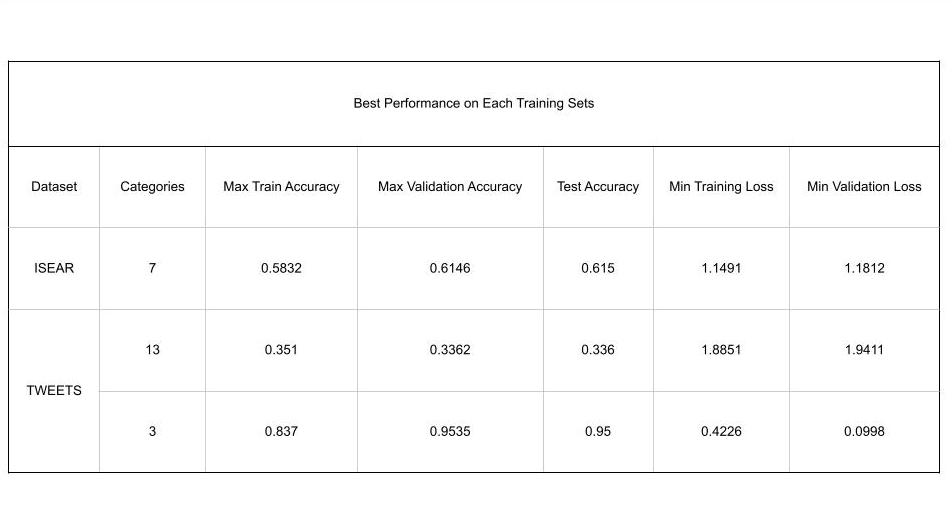 Best Performance on Each Training Sets
Dataset Categories Max Train Accuracy Max Validation Accuracy Test Accuracy Min Training Loss Min Validation Loss
ISEAR 7 0.5832 0.6146 0.615 1.1491 1.1812
13 0.351 0.3362 0.336 1.8851 1.9411
TWEETS
3 0.837 0.9535 0.95 0.4226 0.0998